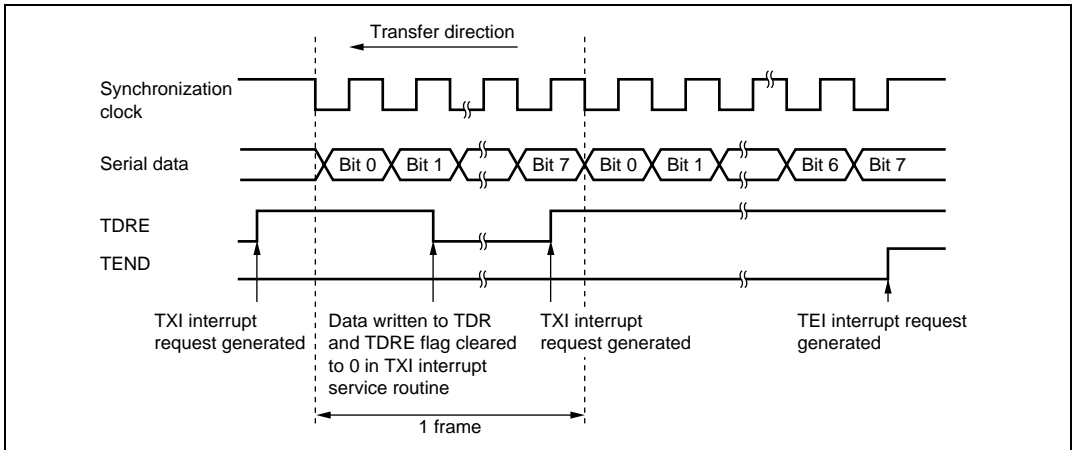 Transfer direction
Synchronization
clock
Serial data
Bit 0 Bit 1 Bit 7 Bit 0 Bit 1 Bit 6 Bit 7
TDRE
TEND
TXI interrupt
request generated
Data written to TDR
and TDRE flag cleared
to 0 in TXI interrupt
service routine
TXI interrupt
request generated
TEI interrupt request
generated
1 frame